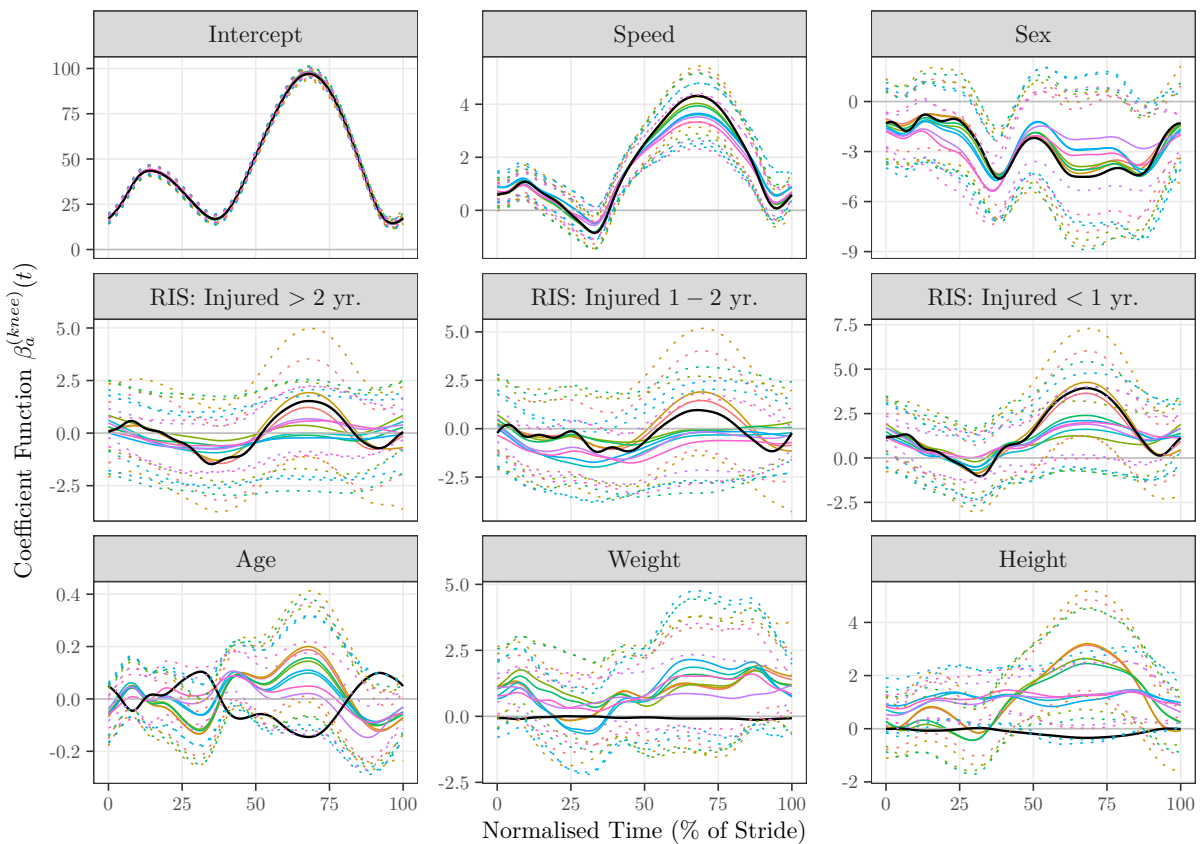 Intercept
Speed
Sex
100
75
50
25
0
4
2
0
0
-3
-6
-9
RIS: Injured > 2 yr.
RIS: Injured 1 − 2 yr.
RIS: Injured < 1 yr.
5.0
2.5
0.0
-2.5
5.0
2.5
0.0
-2.5
7.5
5.0
2.5
0.0
-2.5
Coefficient Function β_a^(knee)(t)
Age
Weight
Height
0.4
0.2
0.0
-0.2
5.0
2.5
0.0
-2.5
4
2
0
-2
0 25 50 75 100
0 25 50 75 100
0 25 50 75 100
Normalised Time (% of Stride)